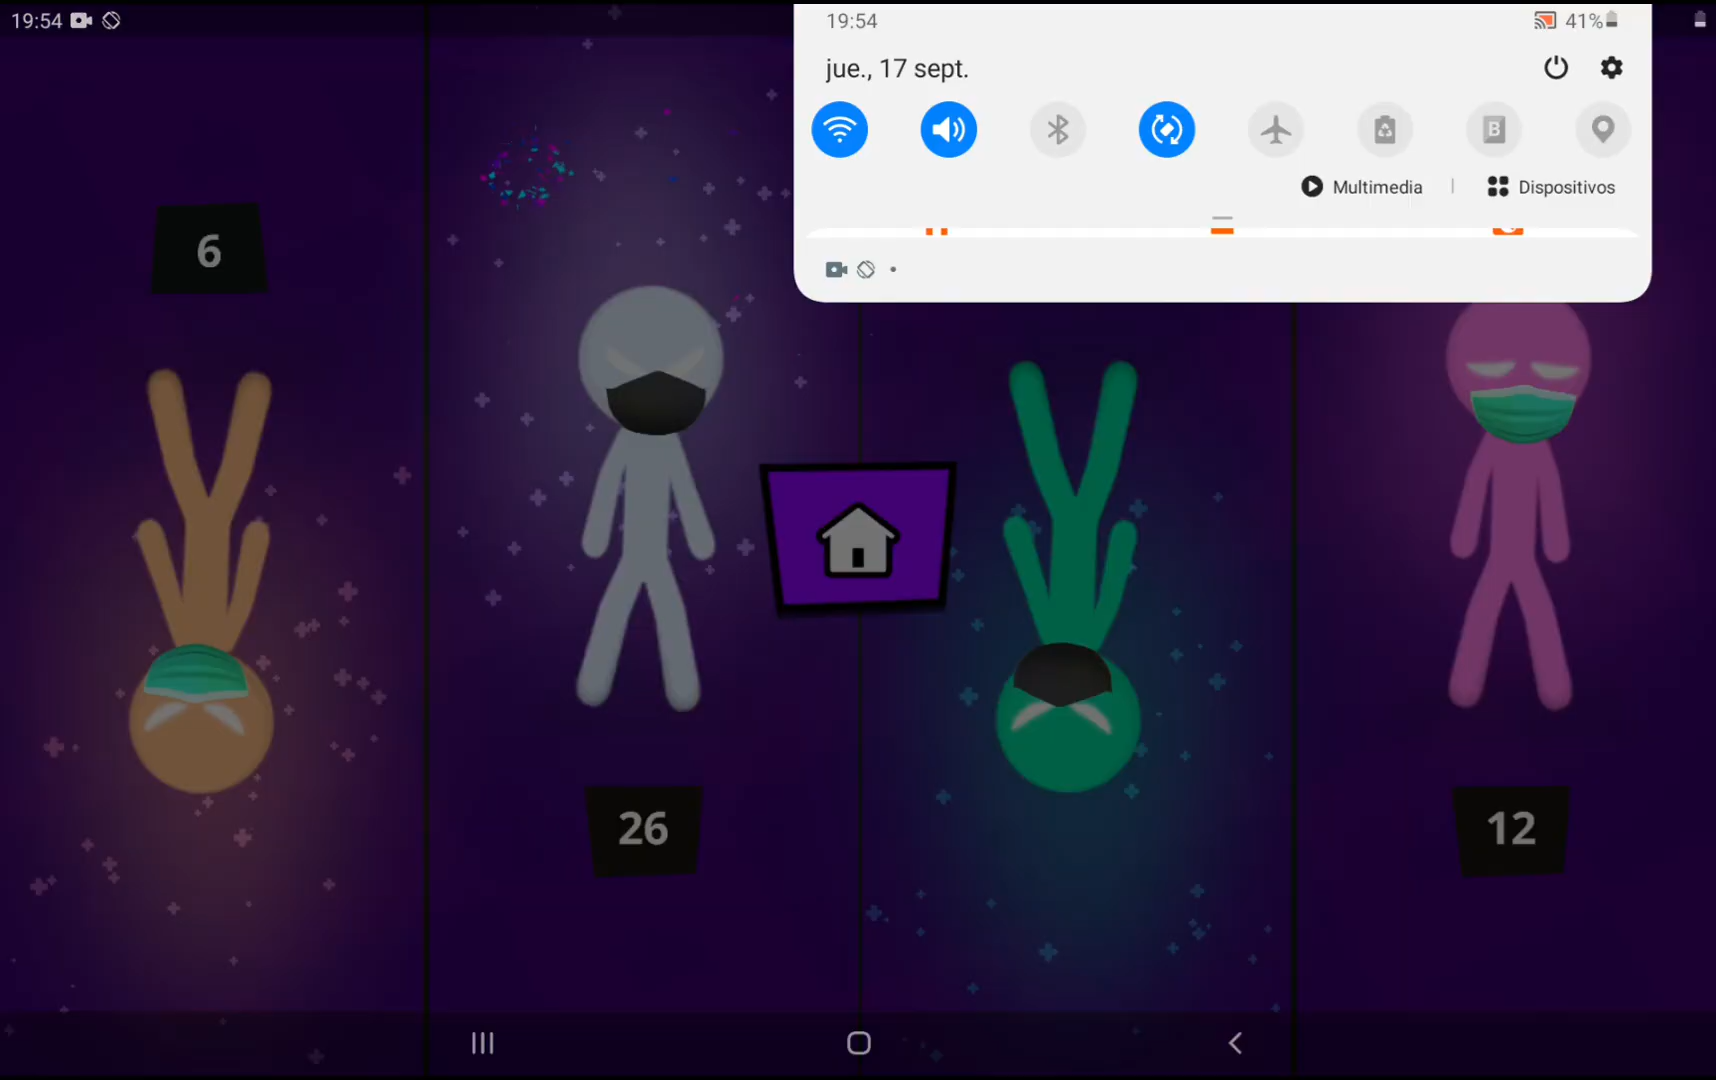 19:54
19:54
41%
jue., 17 sept.
B
Multimedia | Dispositivos
6
26
12